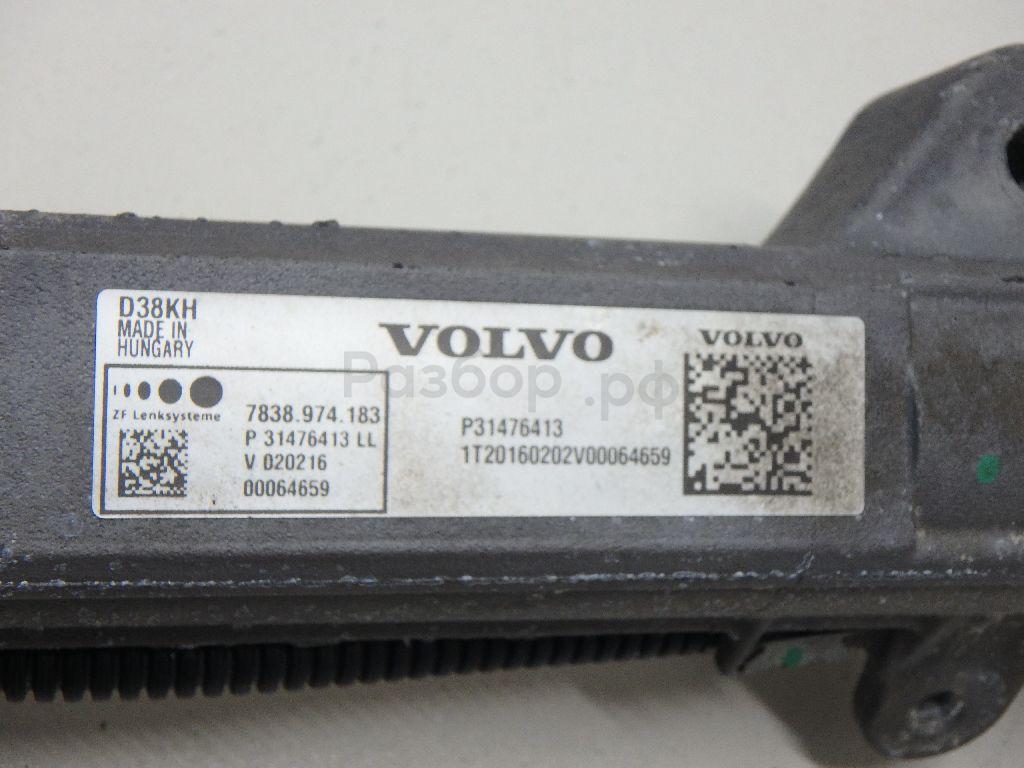 D38KH
MADE IN
HUNGARY
VOLVO
VOLVO
ZF Lenksysteme
7838.974.183
P 31476413 LL
V 020216
00064659
P31476413
1T20160202V00064659
Разбор.рф